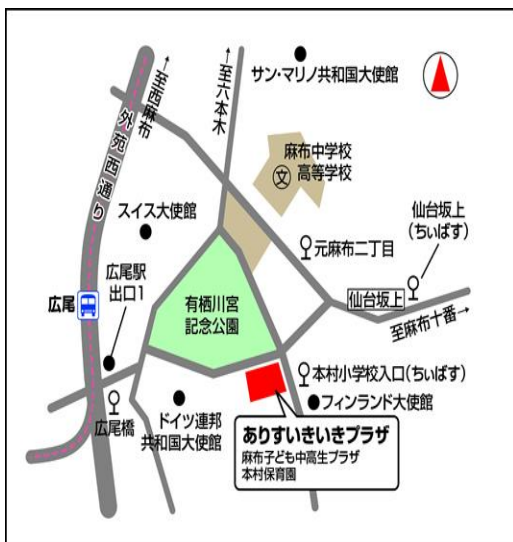 サン・マリノ共和国大使館
→至西麻布
→至六本木
外苑西通り
麻布中学校
高等学校
文
スイス大使館
仙台坂上
(ちぃばす)
元麻布二丁目
広尾駅
出口1
広尾
有栖川宮
記念公園
仙台坂上
至麻布十番→
本村小学校入口(ちぃばす)
フィンランド大使館
広尾橋
ドイツ連邦
共和国大使館
ありすいきいきプラザ
麻布子ども中高生プラザ
本村保育園